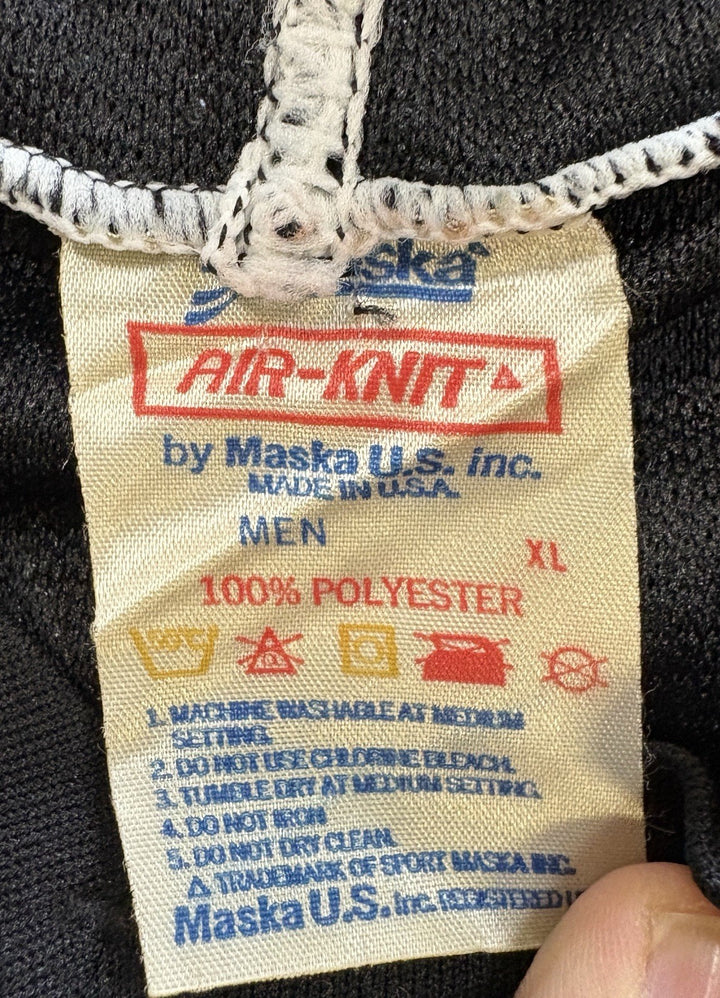 ska
AIR-KNIT △
by Maska U.S. inc.
MADE IN U.S.A.
MEN
XL
100% POLYESTER
50°C
1. MACHINE WASHABLE AT MEDIUM
SETTING.
2. DO NOT USE CHLORINE BLEACH.
3. TUMBLE DRY AT MEDIUM SETTING.
4. DO NOT IRON
5. DO NOT DRY CLEAN.
△ TRADEMARK OF SPORT MASKA INC.
Maska U.S. Inc. REGISTERED